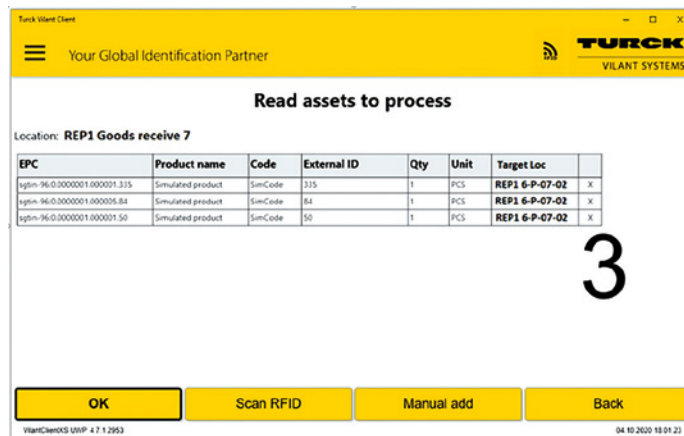 Turck Vilant Client
Your Global Identification Partner
RFID
TURCK
VILANT SYSTEMS
Read assets to process
Location: REP1 Goods receive 7
EPC Product name Code External ID Qty Unit Target Loc
sgtin-96:0.0000001.000001.335 Simulated product SimCode 335 1 PCS REP1 6-P-07-02 X
sgtin-96:0.0000001.000005.84 Simulated product SimCode 84 1 PCS REP1 6-P-07-02 X
sgtin-96:0.0000001.000001.50 Simulated product SimCode 50 1 PCS REP1 6-P-07-02 X
3
OK Scan RFID Manual add Back
VilantClientXS UWP 4.7.1.2953 04.10.2020 18.01.23